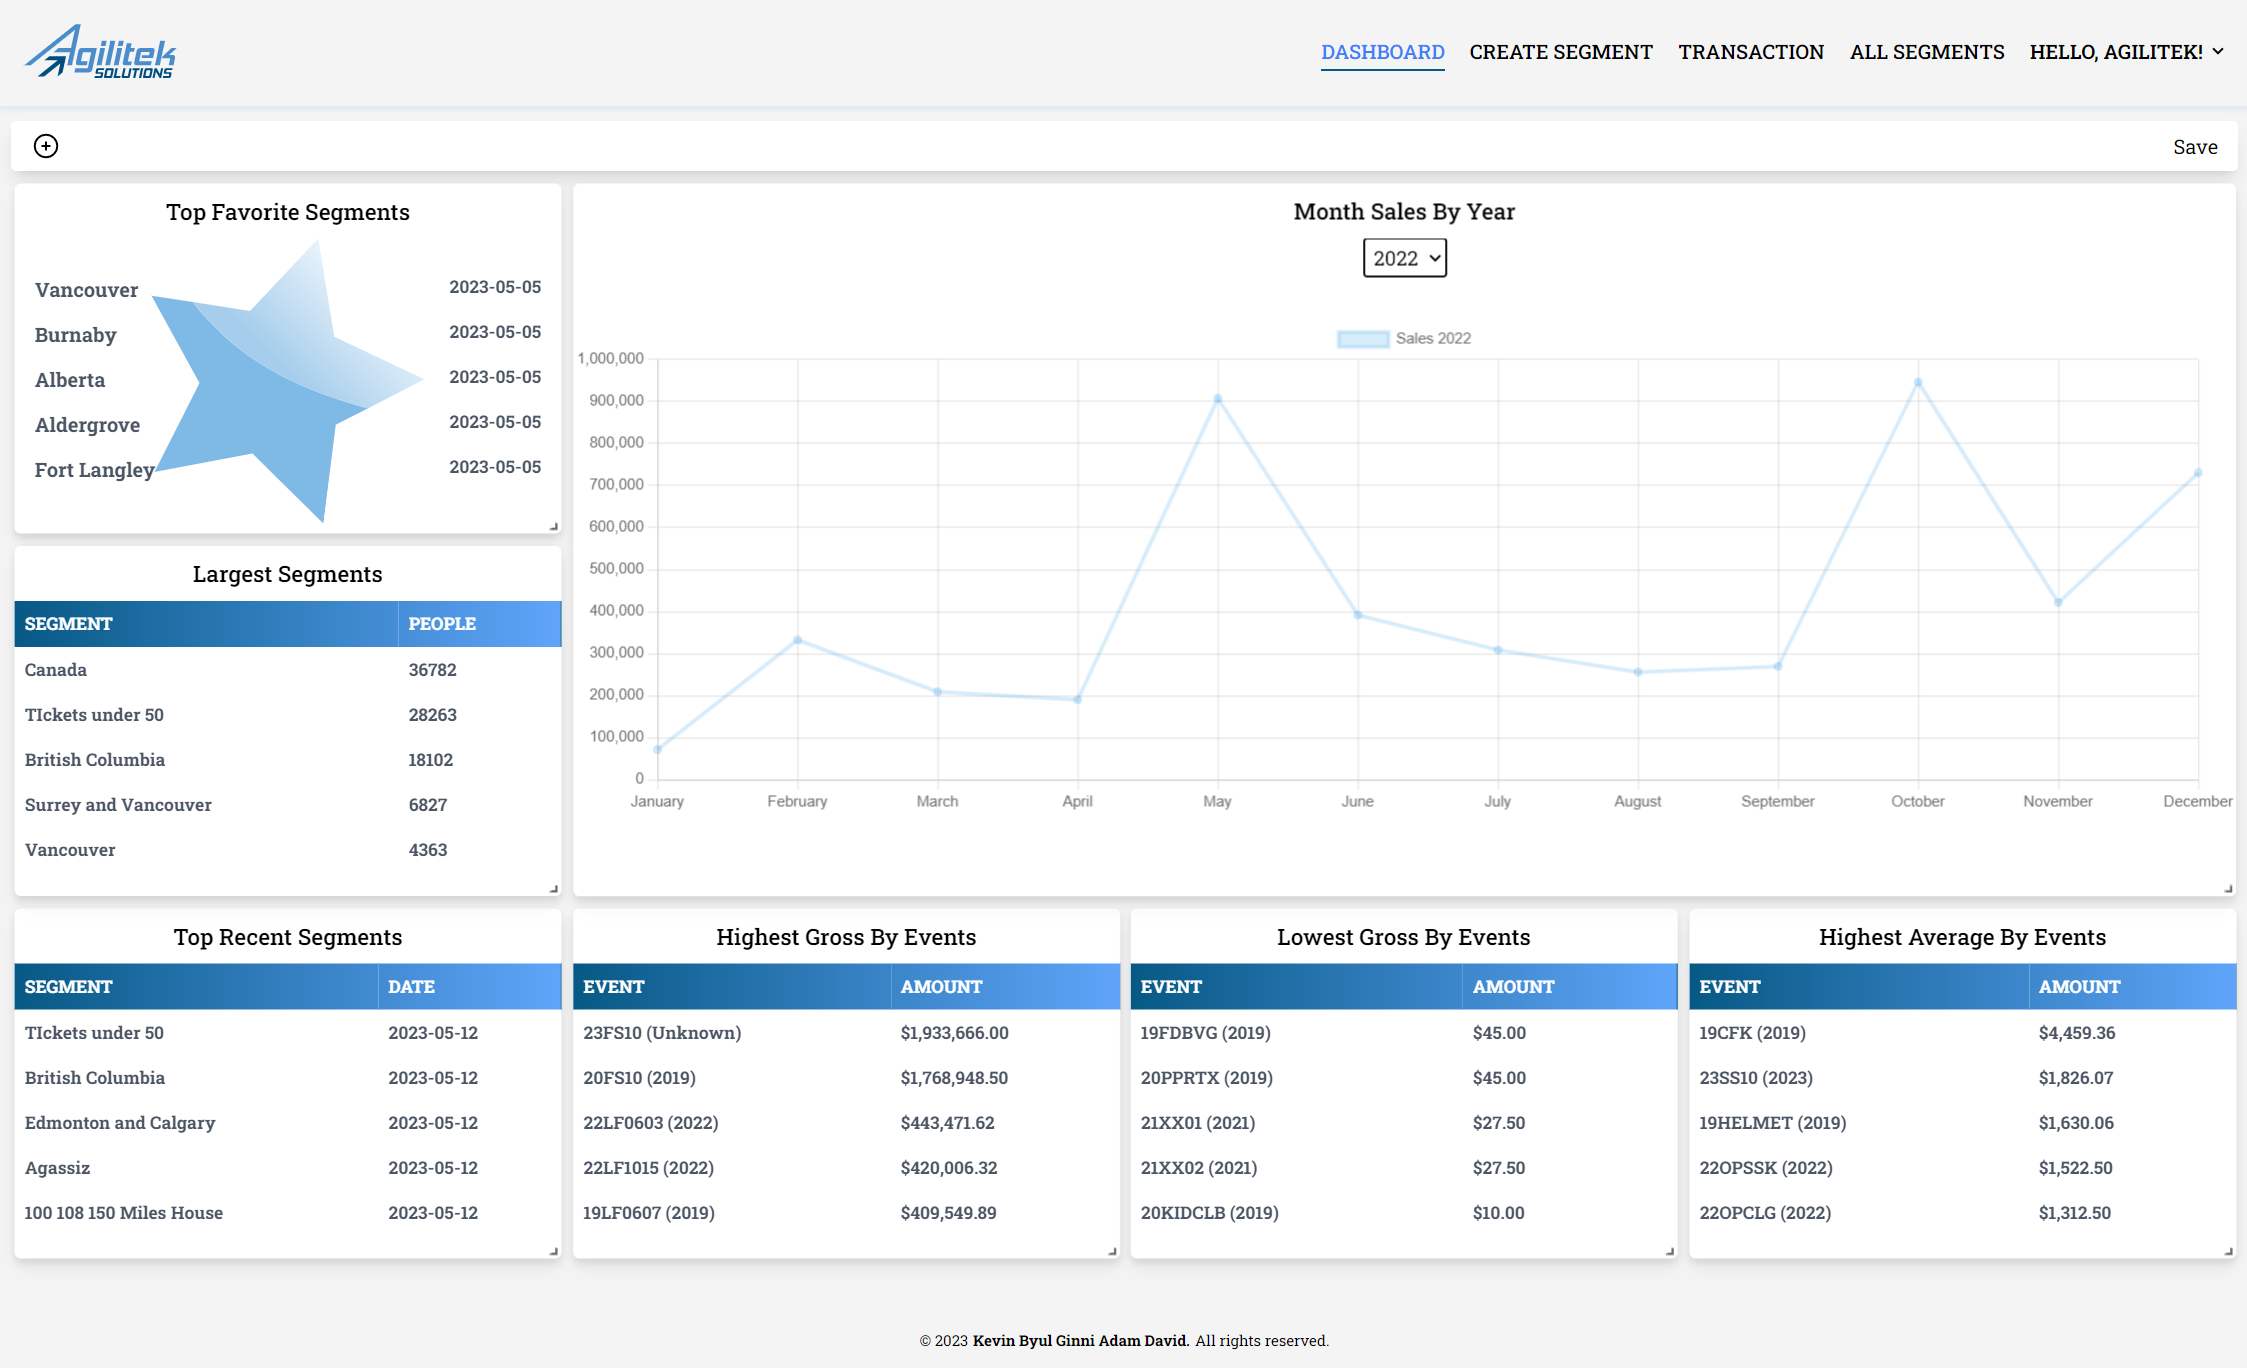 Agilitek
SOLUTIONS
DASHBOARD CREATE SEGMENT TRANSACTION ALL SEGMENTS HELLO, AGILITEK!
Save
Top Favorite Segments
Vancouver 2023-05-05
Burnaby 2023-05-05
Alberta 2023-05-05
Aldergrove 2023-05-05
Fort Langley 2023-05-05
Month Sales By Year
2022
Sales 2022
1,000,000
900,000
800,000
700,000
600,000
500,000
400,000
300,000
200,000
100,000
0
January February March April May June July August September October November December
Largest Segments
SEGMENT PEOPLE
Canada 36782
TIckets under 50 28263
British Columbia 18102
Surrey and Vancouver 6827
Vancouver 4363
Top Recent Segments
SEGMENT DATE
TIckets under 50 2023-05-12
British Columbia 2023-05-12
Edmonton and Calgary 2023-05-12
Agassiz 2023-05-12
100 108 150 Miles House 2023-05-12
Highest Gross By Events
EVENT AMOUNT
23FS10 (Unknown) $1,933,666.00
20FS10 (2019) $1,768,948.50
22LF0603 (2022) $443,471.62
22LF1015 (2022) $420,006.32
19LF0607 (2019) $409,549.89
Lowest Gross By Events
EVENT AMOUNT
19FDBVG (2019) $45.00
20PPRTX (2019) $45.00
21XX01 (2021) $27.50
21XX02 (2021) $27.50
20KIDCLB (2019) $10.00
Highest Average By Events
EVENT AMOUNT
19CFK (2019) $4,459.36
23SS10 (2023) $1,826.07
19HELMET (2019) $1,630.06
22OPSSK (2022) $1,522.50
22OPCLG (2022) $1,312.50
© 2023 Kevin Byul Ginni Adam David. All rights reserved.